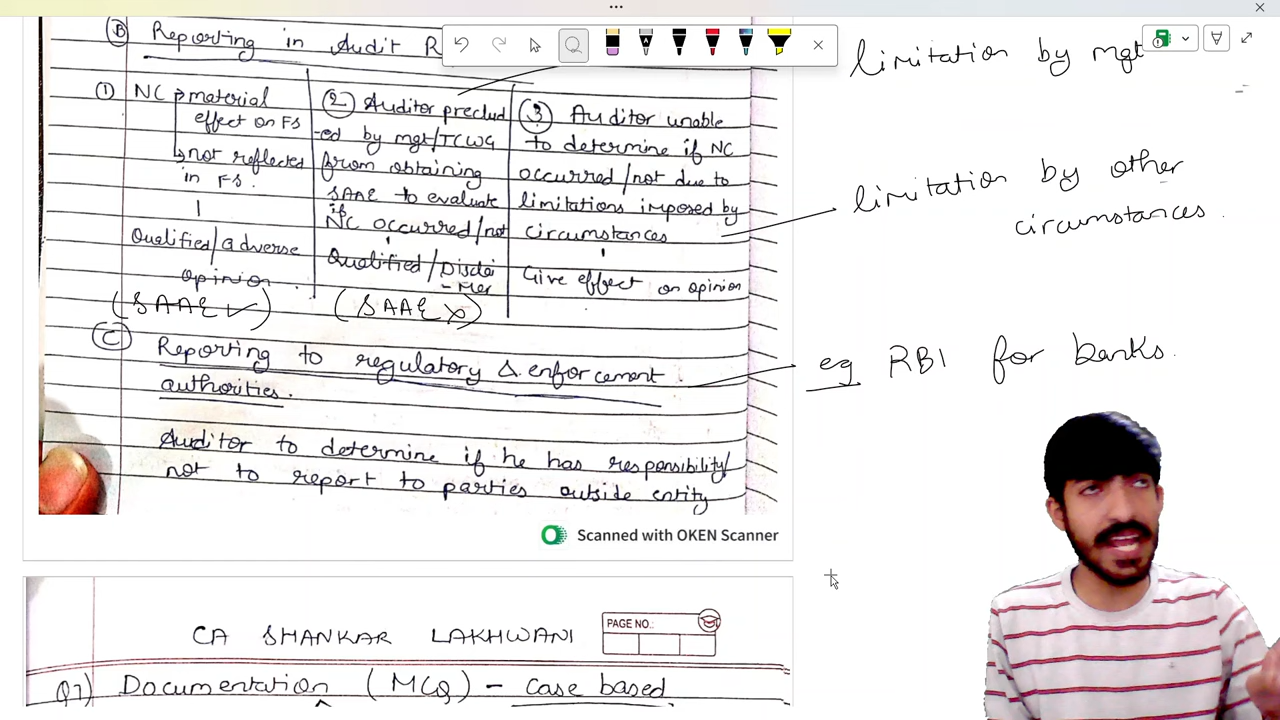 B Reporting in Audit R
① NC → material
effect on FS
→ not reflected
in FS.
Qualified/adverse
opinion.
(SAAE ✓)
② Auditor preclud
-ed by mgt/TCWG
from obtaining
SAAE to evaluate
if
NC occurred/not
Qualified/Disclai
-mer
(SAAE ×)
③ Auditor unable
to determine if NC
occurred/not due to
limitations imposed by
circumstances
Give effect on opinion
limitation by mgt
limitation by other
circumstances
C Reporting to regulatory & enforcement
authorities.
eg RBI for banks
Auditor to determine if he has responsibility/
not to report to parties outside entity
Scanned with OKEN Scanner
CA SHANKAR LAKHWANI
PAGE NO.:
Q7) Documentation (MCQ) - case based